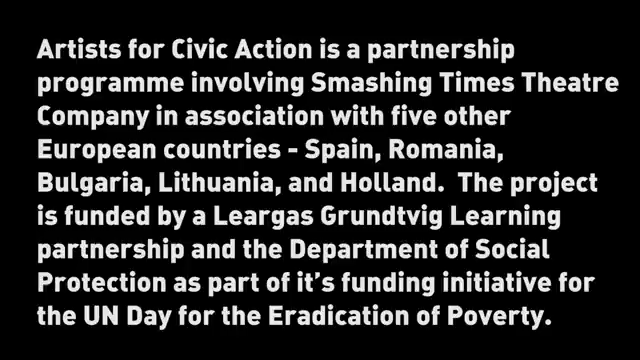 Artists for Civic Action is a partnership
programme involving Smashing Times Theatre
Company in association with five other
European countries - Spain, Romania,
Bulgaria, Lithuania, and Holland.  The project
is funded by a Leargas Grundtvig Learning
partnership and the Department of Social
Protection as part of it's funding initiative for
the UN Day for the Eradication of Poverty.